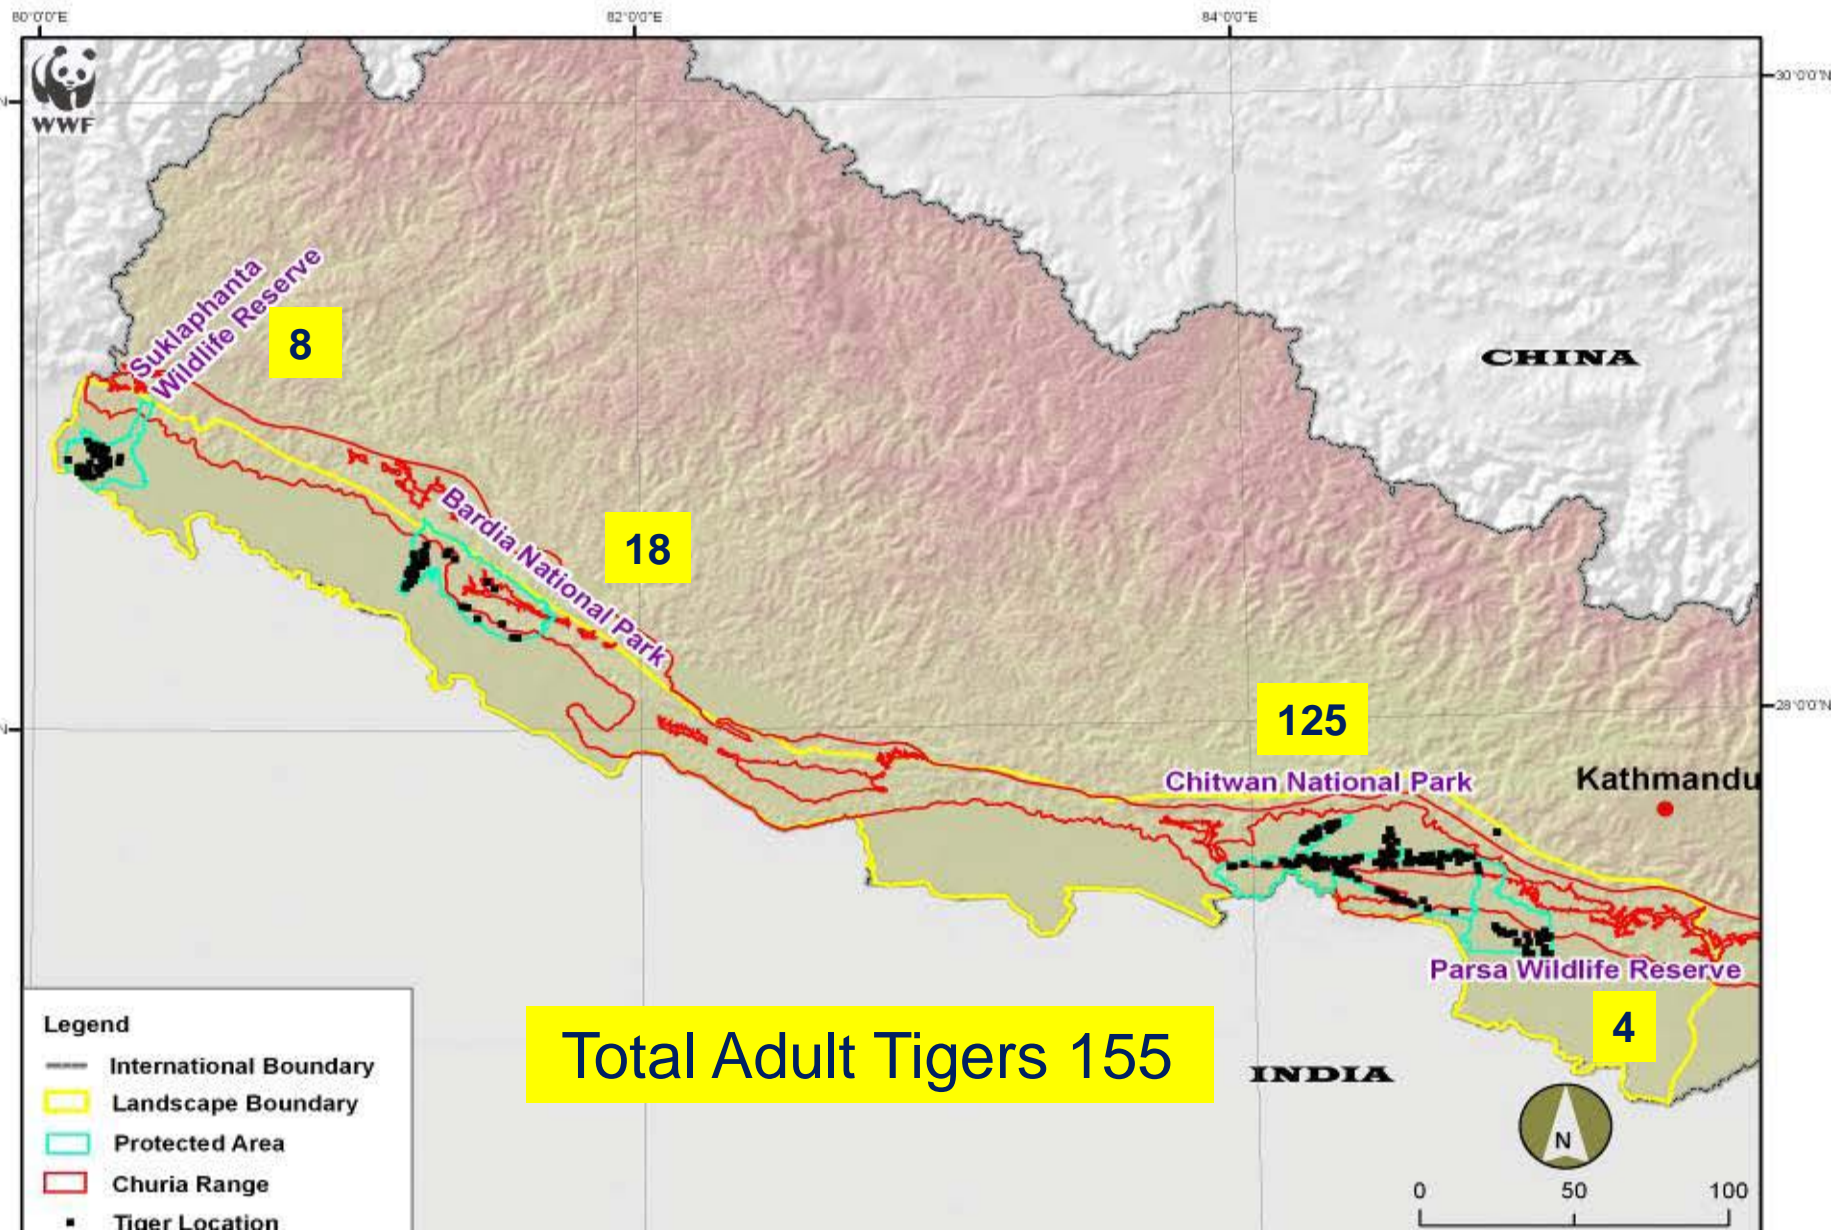 80°0'0"E
82°0'0"E
84°0'0"E
30°0'0"N
WWF
Suklaphanta
Wildlife Reserve
8
CHINA
Bardia National Park
18
28°0'0"N
125
Chitwan National Park
Kathmandu
Parsa Wildlife Reserve
4
Total Adult Tigers 155
INDIA
Legend
International Boundary
Landscape Boundary
Protected Area
Churia Range
Tiger Location
N
0 50 100